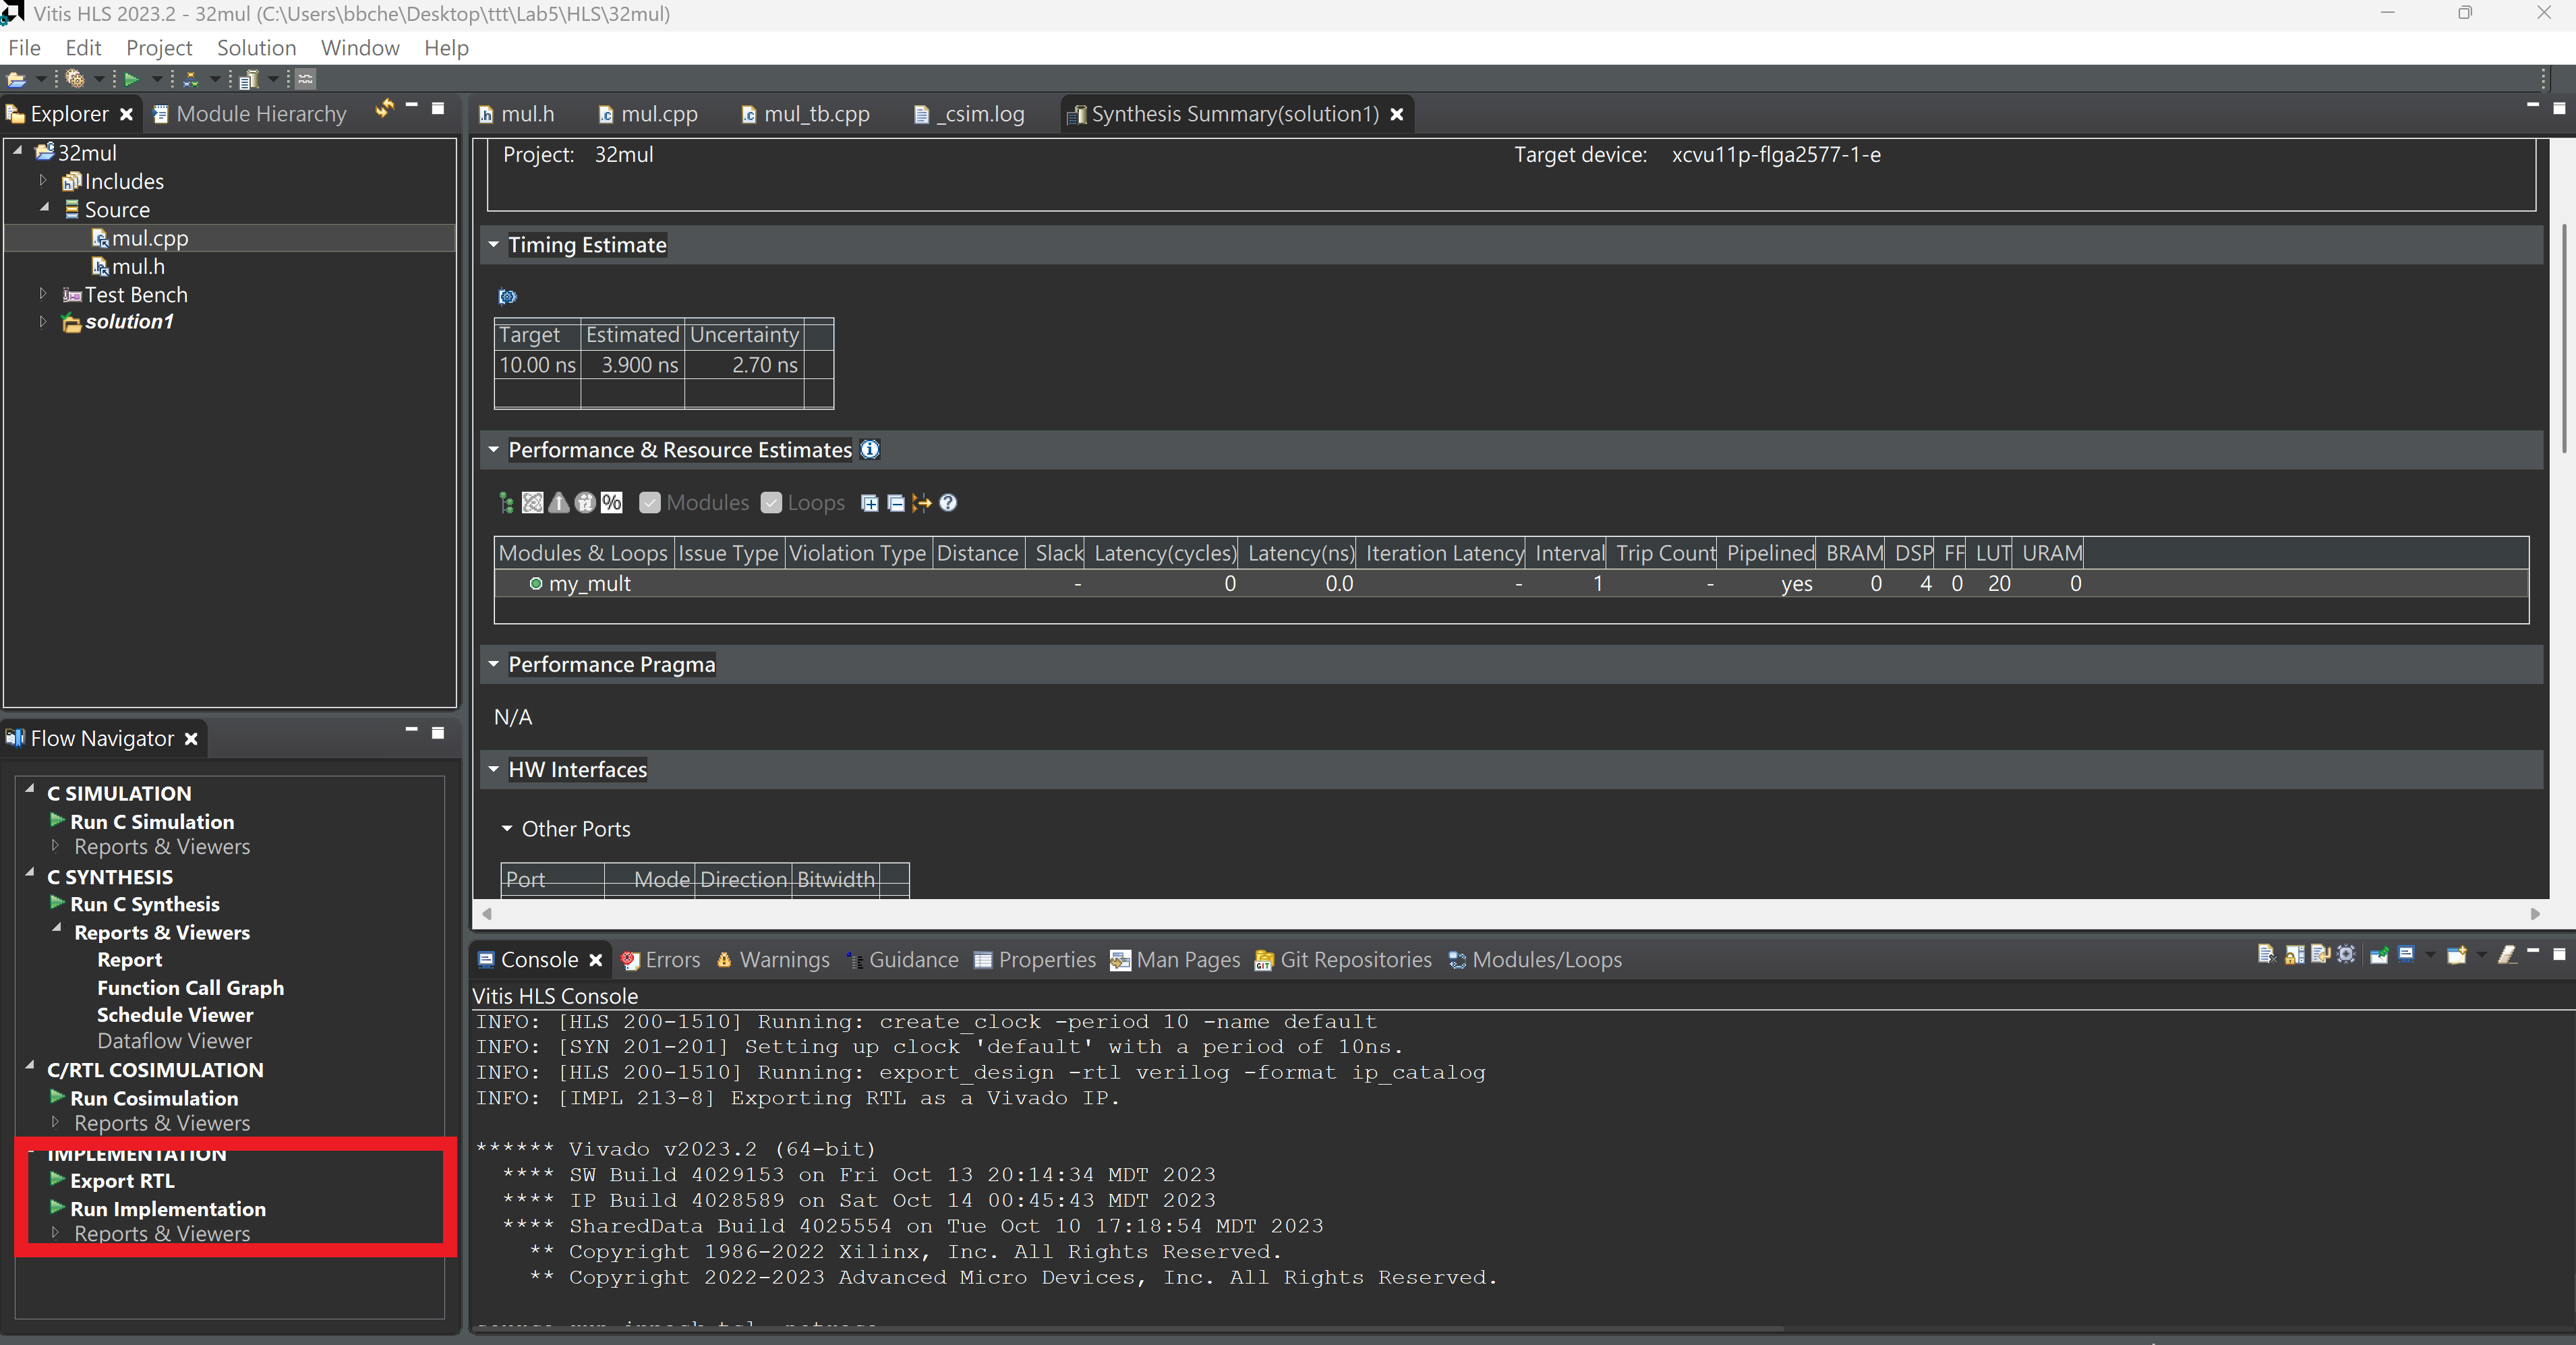 Vitis HLS 2023.2 - 32mul (C:\Users\bbche\Desktop\ttt\Lab5\HLS\32mul)
File Edit Project Solution Window Help
Explorer Module Hierarchy
32mul
Includes
Source
mul.cpp
mul.h
Test Bench
solution1
mul.h mul.cpp mul_tb.cpp _csim.log Synthesis Summary(solution1)
Project: 32mul Target device: xcvu11p-flga2577-1-e
Timing Estimate
Target Estimated Uncertainty
10.00 ns 3.900 ns 2.70 ns
Performance & Resource Estimates
% Modules Loops
Modules & Loops Issue Type Violation Type Distance Slack Latency(cycles) Latency(ns) Iteration Latency Interval Trip Count Pipelined BRAM DSP FF LUT URAM
my_mult - 0 0.0 - 1 - yes 0 4 0 20 0
Performance Pragma
N/A
HW Interfaces
Other Ports
Port Mode Direction Bitwidth
Flow Navigator
C SIMULATION
Run C Simulation
Reports & Viewers
C SYNTHESIS
Run C Synthesis
Reports & Viewers
Report
Function Call Graph
Schedule Viewer
Dataflow Viewer
C/RTL COSIMULATION
Run Cosimulation
Reports & Viewers
IMPLEMENTATION
Export RTL
Run Implementation
Reports & Viewers
Console Errors Warnings Guidance Properties Man Pages Git Repositories Modules/Loops
Vitis HLS Console
INFO: [HLS 200-1510] Running: create_clock -period 10 -name default
INFO: [SYN 201-201] Setting up clock 'default' with a period of 10ns.
INFO: [HLS 200-1510] Running: export_design -rtl verilog -format ip_catalog
INFO: [IMPL 213-8] Exporting RTL as a Vivado IP.
****** Vivado v2023.2 (64-bit)
**** SW Build 4029153 on Fri Oct 13 20:14:34 MDT 2023
**** IP Build 4028589 on Sat Oct 14 00:45:43 MDT 2023
**** SharedData Build 4025554 on Tue Oct 10 17:18:54 MDT 2023
** Copyright 1986-2022 Xilinx, Inc. All Rights Reserved.
** Copyright 2022-2023 Advanced Micro Devices, Inc. All Rights Reserved.